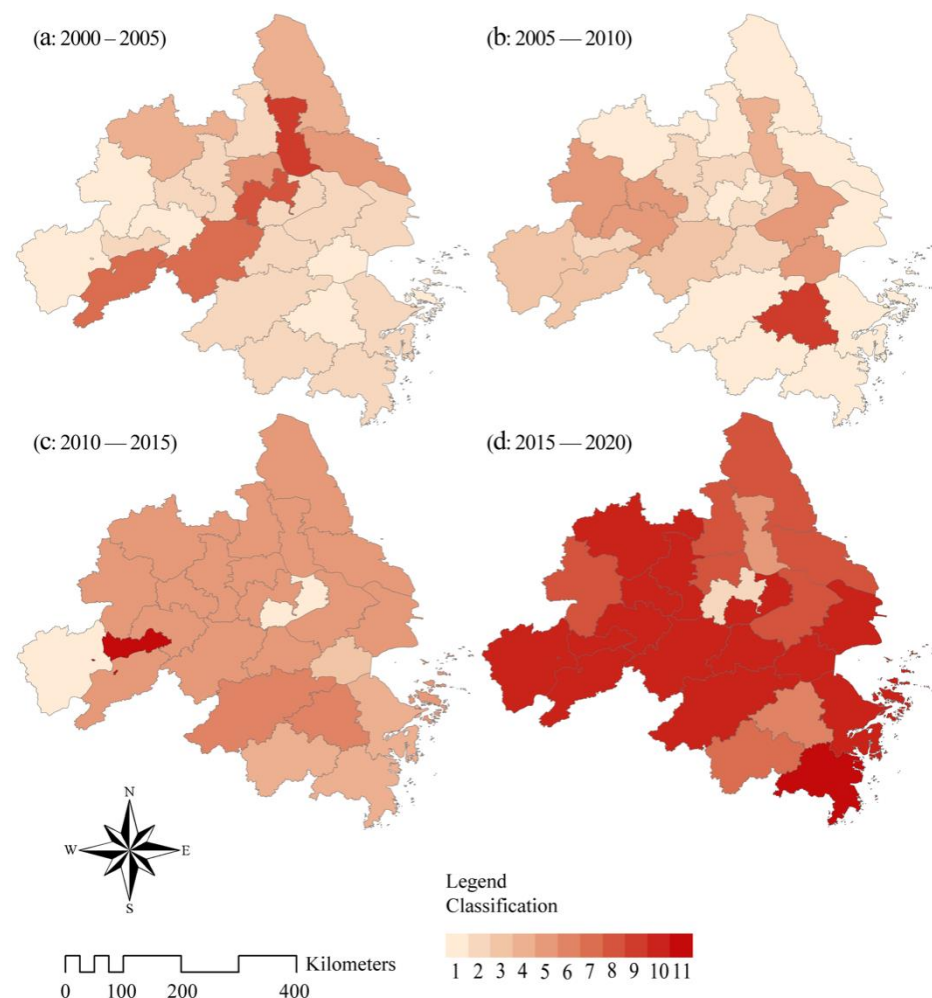 (a: 2000 – 2005)
(b: 2005 — 2010)
(c: 2010 — 2015)
(d: 2015 — 2020)
N
W E
S
Legend
Classification
1 2 3 4 5 6 7 8 9 10 11
Kilometers
0 100 200 400